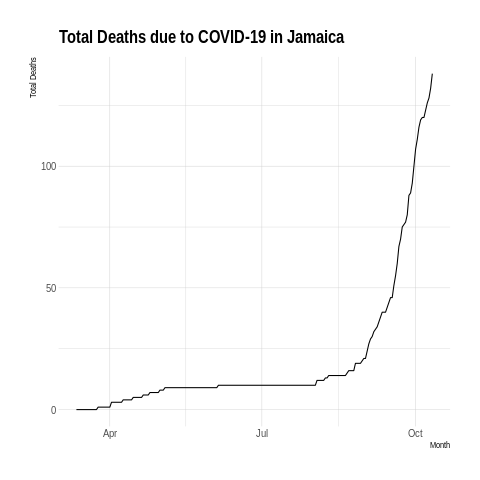 Total Deaths due to COVID-19 in Jamaica
Total Deaths
100
50
0
Apr
Jul
Oct
Month